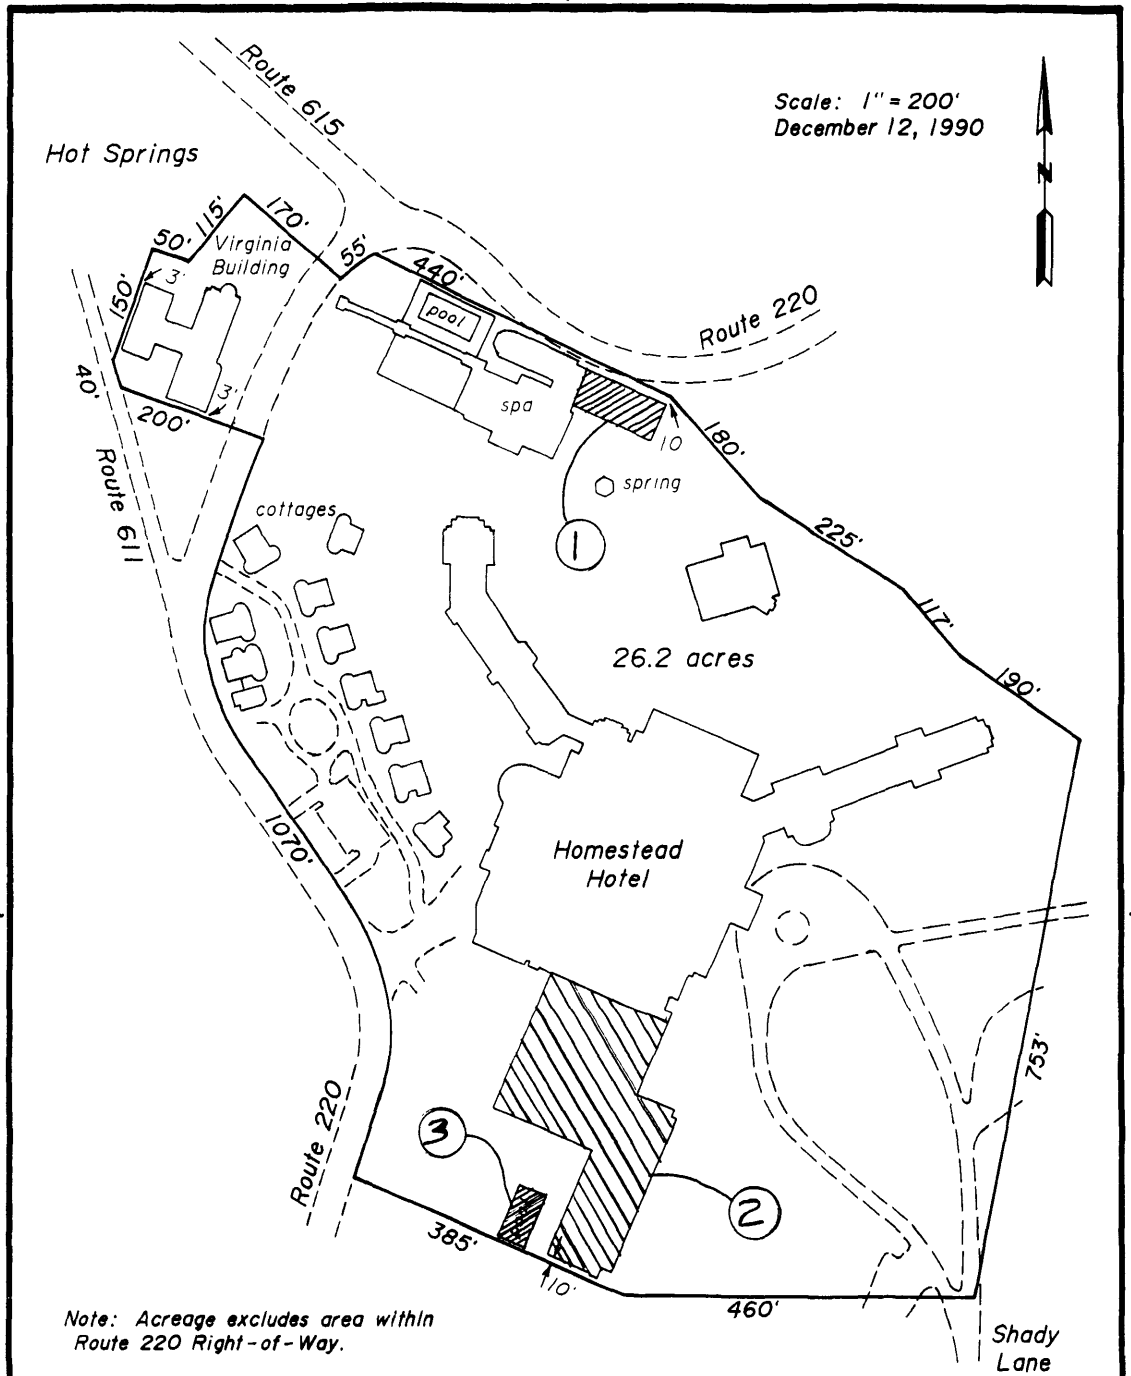 Route 615
Scale: 1" = 200'
December 12, 1990
N
Hot Springs
50'
115'
170'
55'
440'
Virginia
Building
3'
150'
pool
Route 220
40'
200'
3'
spa
10
180'
Route 611
spring
cottages
1
225'
117'
26.2 acres
190'
1070'
Homestead
Hotel
753'
Route 220
3
2
385'
10'
460'
Note: Acreage excludes area within
Route 220 Right-of-Way.
Shady
Lane